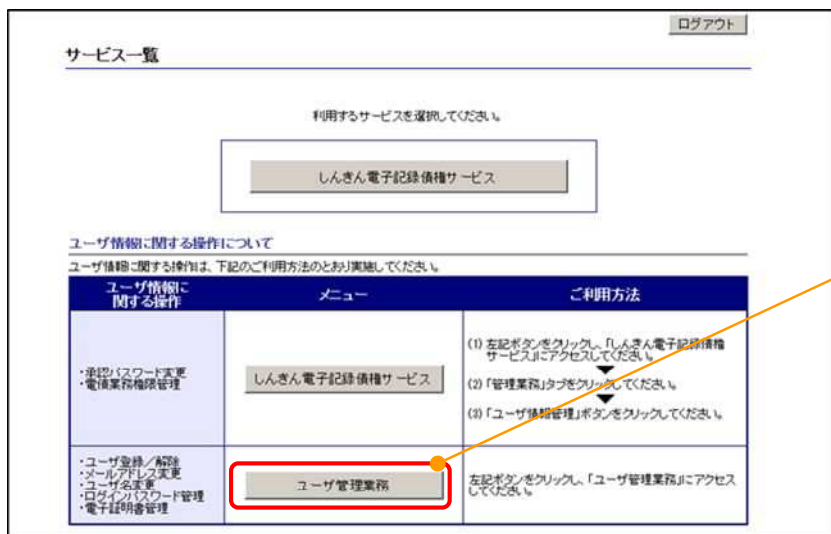 ログアウト
サービス一覧
利用するサービスを選択してください。
しんきん電子記録債権サービス
ユーザ情報に関する操作について
ユーザ情報に関する操作は、下記のご利用方法のとおり実施してください。
ユーザ情報に
関する操作
メニュー
ご利用方法
・承認パスワード変更
・電債業務権限管理
しんきん電子記録債権サービス
(1) 左記ボタンをクリックし、「しんきん電子記録債権
サービス」にアクセスしてください。
(2) 「管理業務」タブをクリックしてください。
(3) 「ユーザ情報管理」ボタンをクリックしてください。
・ユーザ登録／解除
・メールアドレス変更
・ユーザ名変更
・ログインパスワード管理
・電子証明書管理
ユーザ管理業務
左記ボタンをクリックし、「ユーザ管理業務」にアクセス
してください。